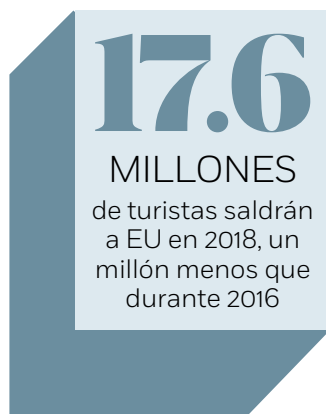 17.6
MILLONES
de turistas saldrán
a EU en 2018, un
millón menos que
durante 2016